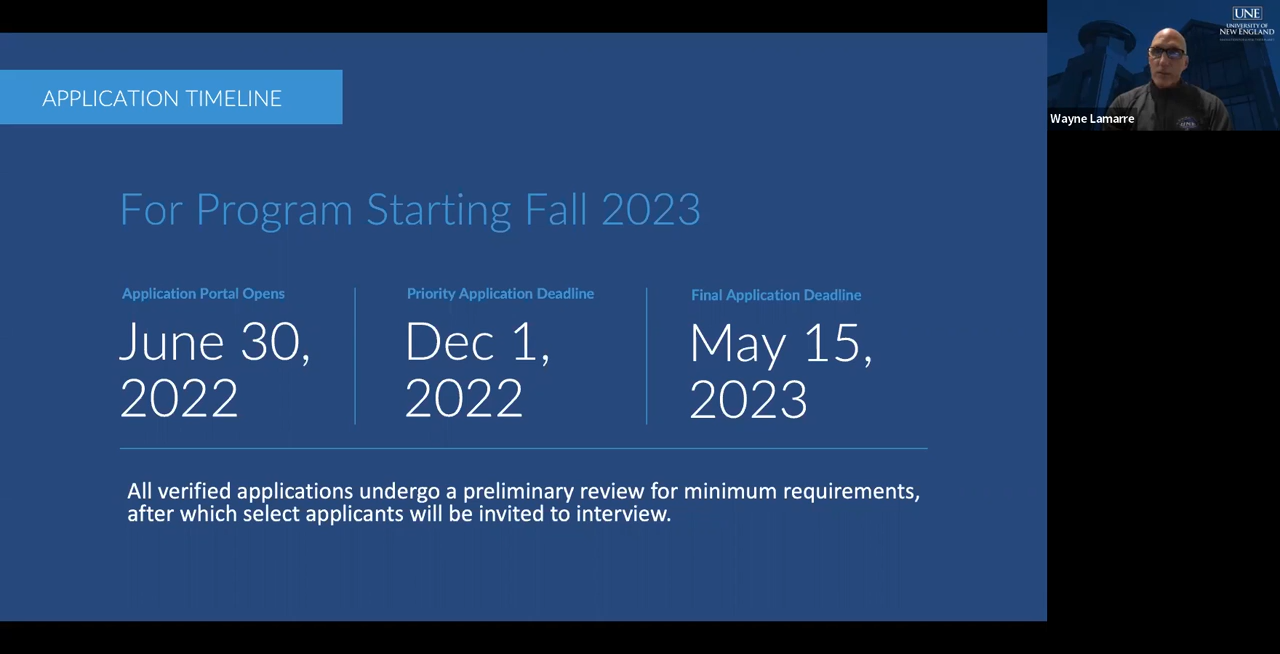 APPLICATION TIMELINE
For Program Starting Fall 2023
Application Portal Opens
June 30,
2022
Priority Application Deadline
Dec 1,
2022
Final Application Deadline
May 15,
2023
All verified applications undergo a preliminary review for minimum requirements,
after which select applicants will be invited to interview.
UNE
UNIVERSITY OF
NEW ENGLAND
Wayne Lamarre